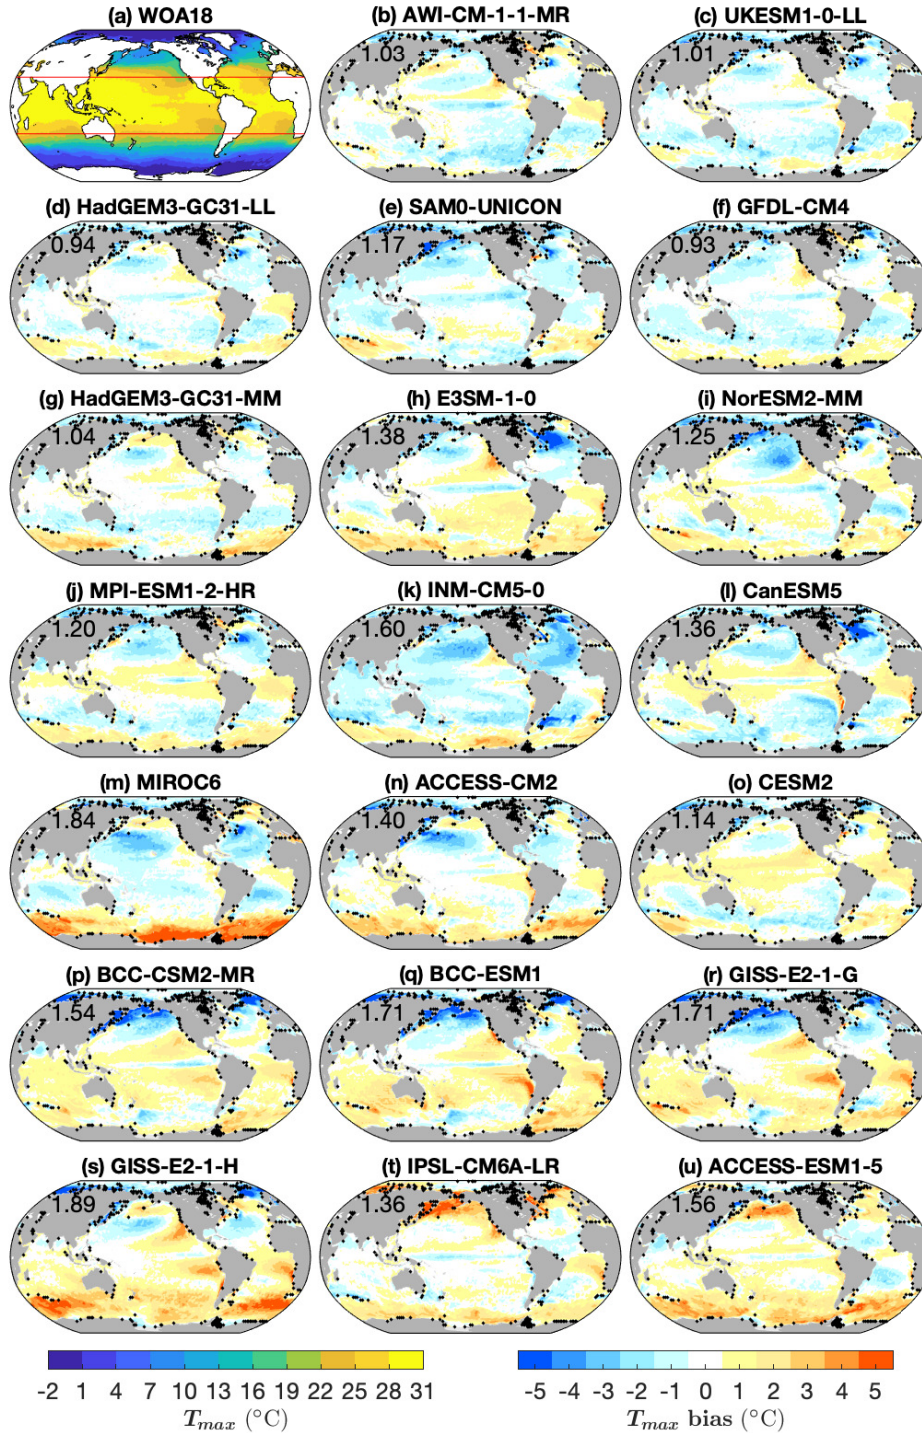 (a) WOA18
(b) AWI-CM-1-1-MR
1.03
(c) UKESM1-0-LL
1.01
(d) HadGEM3-GC31-LL
0.94
(e) SAM0-UNICON
1.17
(f) GFDL-CM4
0.93
(g) HadGEM3-GC31-MM
1.04
(h) E3SM-1-0
1.38
(i) NorESM2-MM
1.25
(j) MPI-ESM1-2-HR
1.20
(k) INM-CM5-0
1.60
(l) CanESM5
1.36
(m) MIROC6
1.84
(n) ACCESS-CM2
1.40
(o) CESM2
1.14
(p) BCC-CSM2-MR
1.54
(q) BCC-ESM1
1.71
(r) GISS-E2-1-G
1.71
(s) GISS-E2-1-H
1.89
(t) IPSL-CM6A-LR
1.36
(u) ACCESS-ESM1-5
1.56
-2 1 4 7 10 13 16 19 22 25 28 31
T_max (°C)
-5 -4 -3 -2 -1 0 1 2 3 4 5
T_max bias (°C)